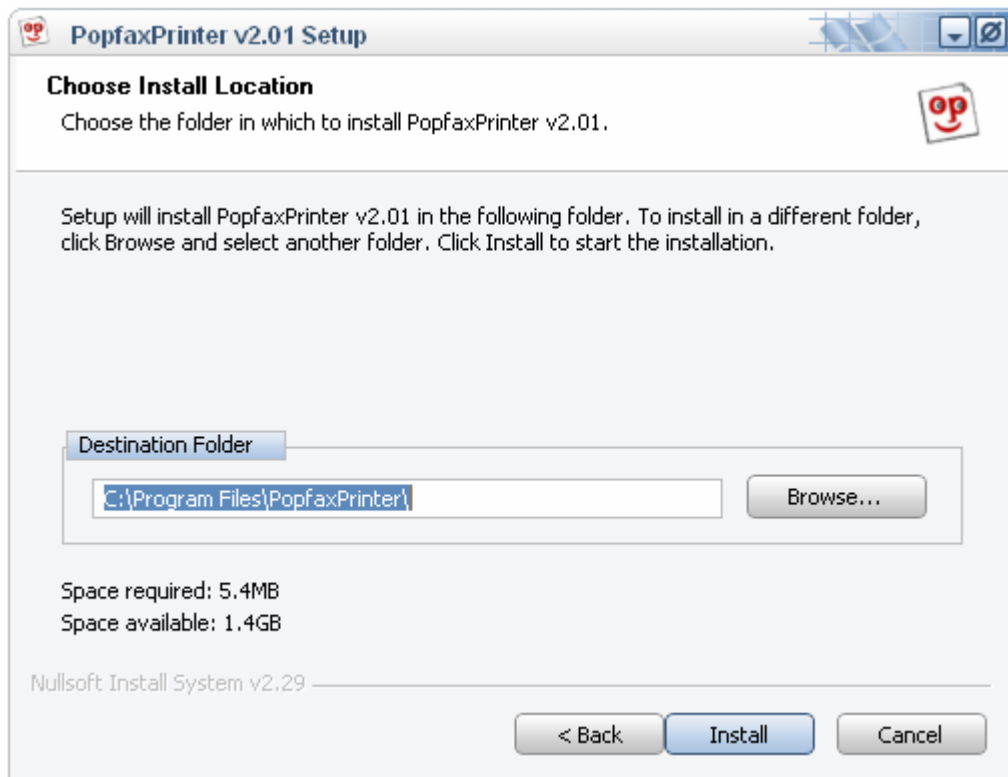 PopfaxPrinter v2.01 Setup
Choose Install Location
Choose the folder in which to install PopfaxPrinter v2.01.
op
Setup will install PopfaxPrinter v2.01 in the following folder. To install in a different folder,
click Browse and select another folder. Click Install to start the installation.
Destination Folder
C:\Program Files\PopfaxPrinter\
Browse...
Space required: 5.4MB
Space available: 1.4GB
Nullsoft Install System v2.29
< Back
Install
Cancel